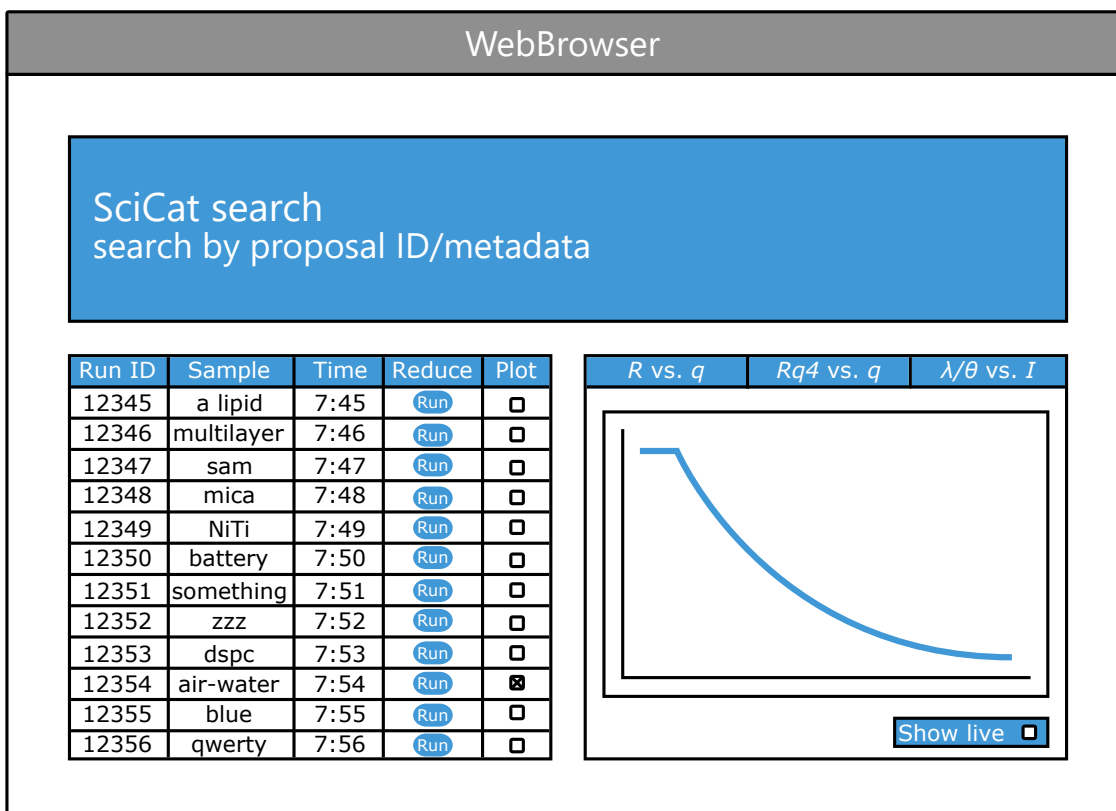 WebBrowser
SciCat search
search by proposal ID/metadata
Run ID Sample Time Reduce Plot
12345 a lipid 7:45 Run
12346 multilayer 7:46 Run
12347 sam 7:47 Run
12348 mica 7:48 Run
12349 NiTi 7:49 Run
12350 battery 7:50 Run
12351 something 7:51 Run
12352 zzz 7:52 Run
12353 dspc 7:53 Run
12354 air-water 7:54 Run
12355 blue 7:55 Run
12356 qwerty 7:56 Run
R vs. q Rq4 vs. q λ/θ vs. I
Show live